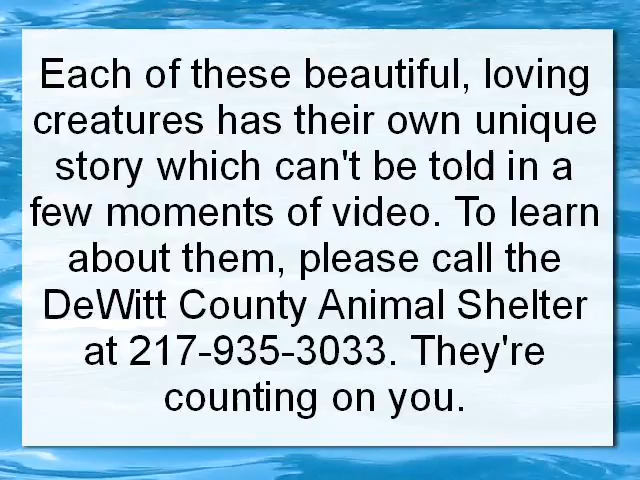 Each of these beautiful, loving
creatures has their own unique
story which can't be told in a
few moments of video. To learn
about them, please call the
DeWitt County Animal Shelter
at 217-935-3033. They're
counting on you.